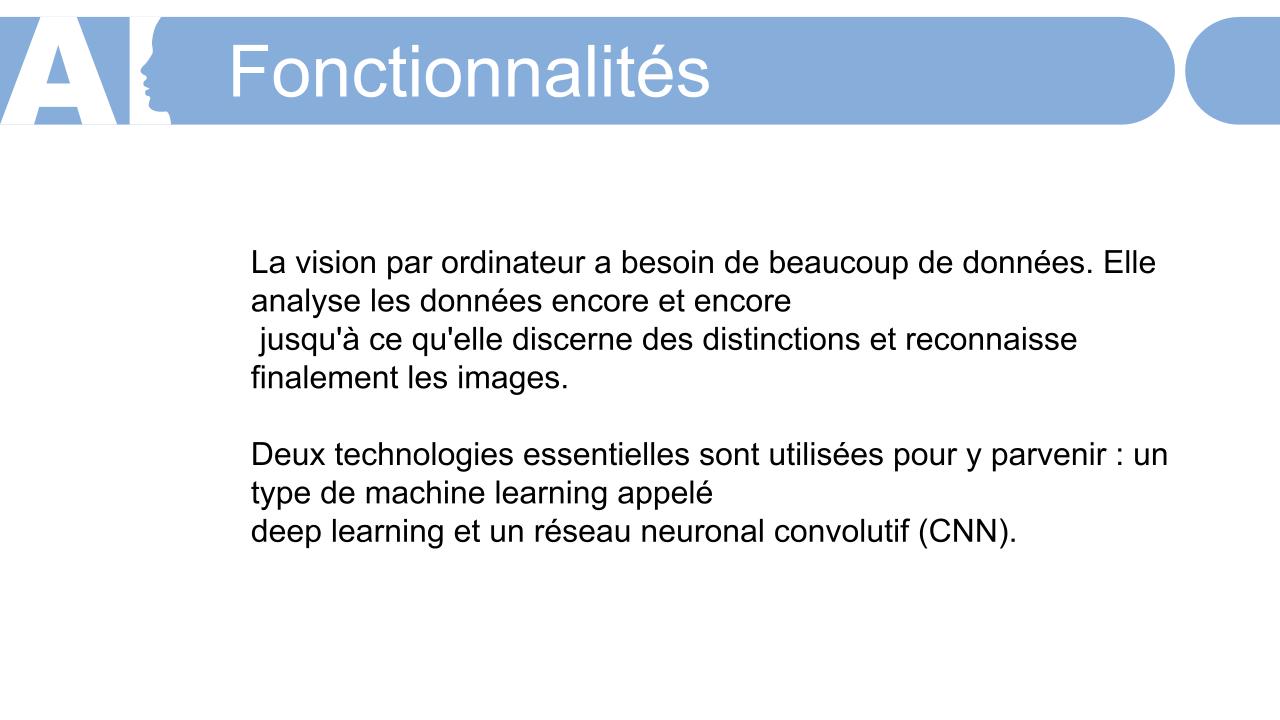 AI
Fonctionnalités
La vision par ordinateur a besoin de beaucoup de données. Elle
analyse les données encore et encore
jusqu'à ce qu'elle discerne des distinctions et reconnaisse
finalement les images.
Deux technologies essentielles sont utilisées pour y parvenir : un
type de machine learning appelé
deep learning et un réseau neuronal convolutif (CNN).